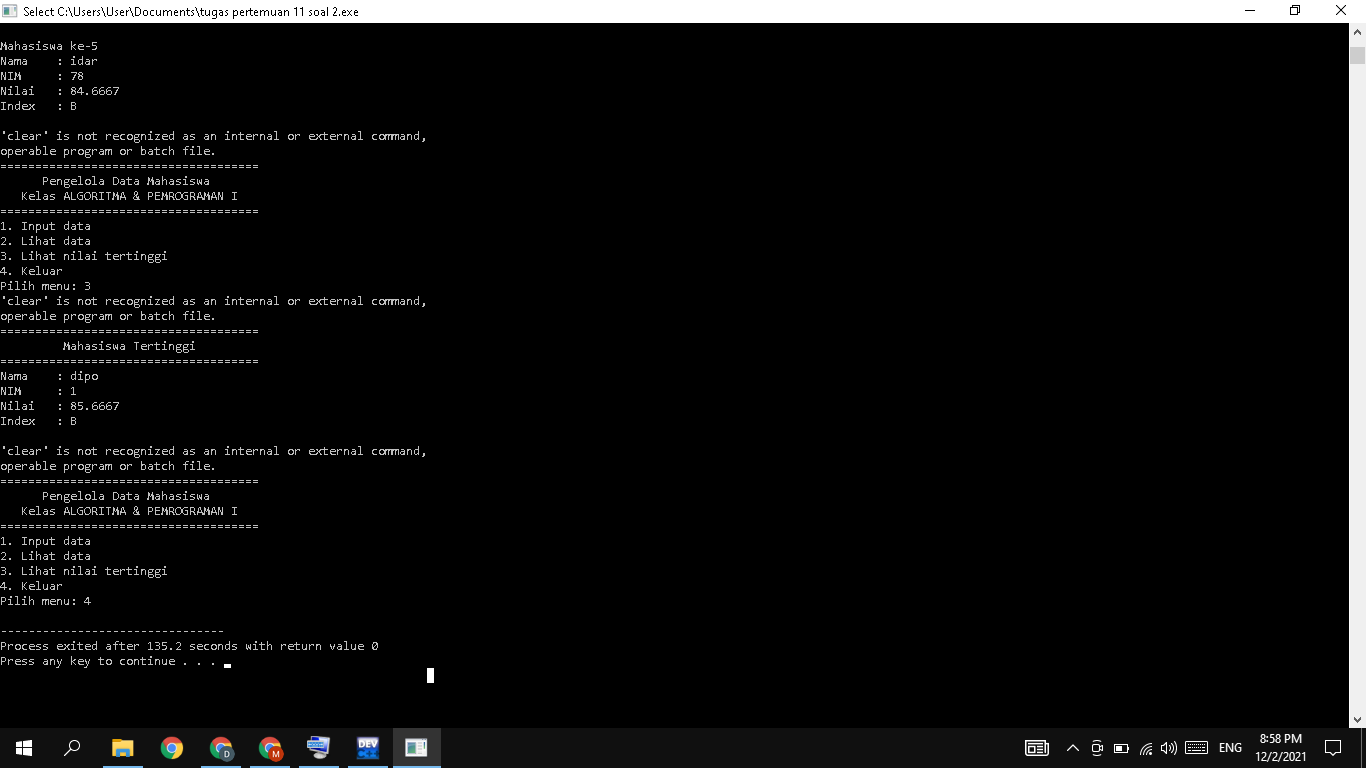 Select C:\Users\User\Documents\tugas pertemuan 11 soal 2.exe
Mahasiswa ke-5
Nama    : idar
NIM     : 78
Nilai   : 84.6667
Index   : B
'clear' is not recognized as an internal or external command,
operable program or batch file.
=====================================
      Pengelola Data Mahasiswa
   Kelas ALGORITMA & PEMROGRAMAN I
=====================================
1. Input data
2. Lihat data
3. Lihat nilai tertinggi
4. Keluar
Pilih menu: 3
'clear' is not recognized as an internal or external command,
operable program or batch file.
=====================================
         Mahasiswa Tertinggi
=====================================
Nama    : dipo
NIM     : 1
Nilai   : 85.6667
Index   : B
'clear' is not recognized as an internal or external command,
operable program or batch file.
=====================================
      Pengelola Data Mahasiswa
   Kelas ALGORITMA & PEMROGRAMAN I
=====================================
1. Input data
2. Lihat data
3. Lihat nilai tertinggi
4. Keluar
Pilih menu: 4
--------------------------------
Process exited after 135.2 seconds with return value 0
Press any key to continue . . .
D
M
DEV
ENG
8:58 PM
12/2/2021